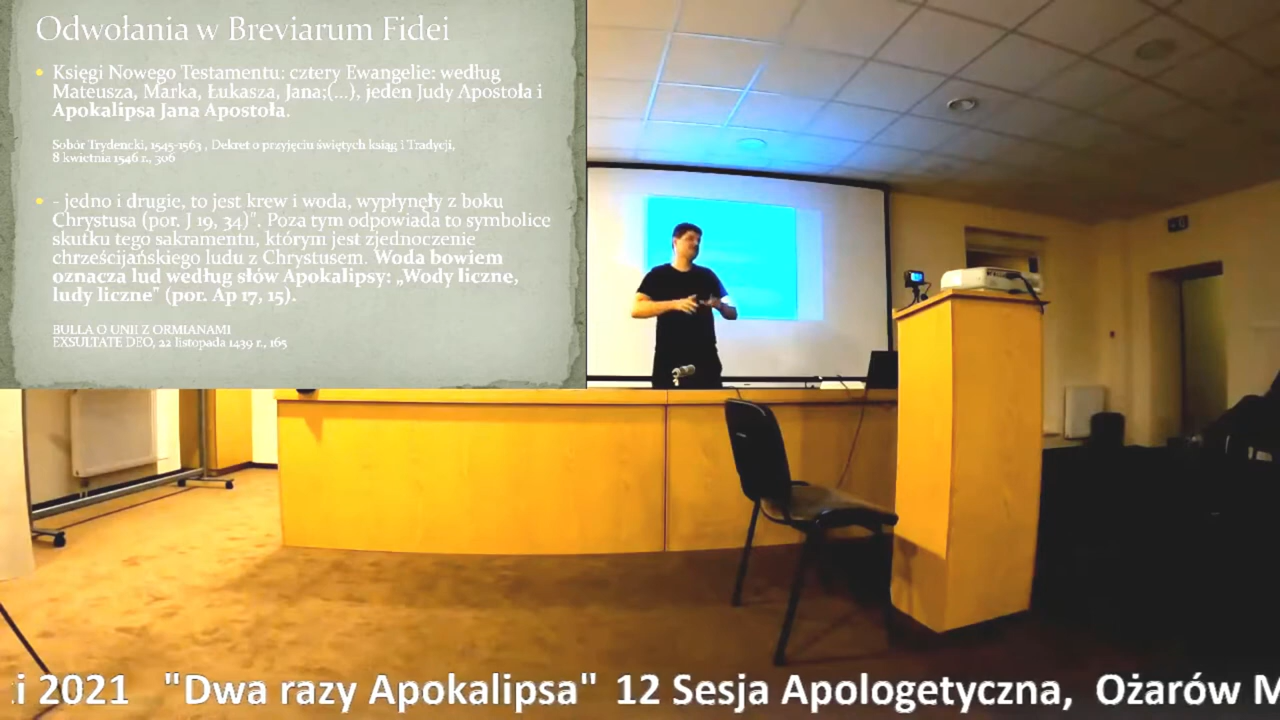 Odwołania w Breviarum Fidei
Księgi Nowego Testamentu: cztery Ewangelie: według
Mateusza, Marka, Łukasza, Jana;(...), jeden Judy Apostoła i
Apokalipsa Jana Apostoła.
Sobór Trydencki, 1545-1563 , Dekret o przyjęciu świętych ksiąg i Tradycji,
8 kwietnia 1546 r., 306
- jedno i drugie, to jest krew i woda, wypłynęły z boku
Chrystusa (por. J 19, 34)". Poza tym odpowiada to symbolice
skutku tego sakramentu, którym jest zjednoczenie
chrześcijańskiego ludu z Chrystusem. Woda bowiem
oznacza lud według słów Apokalipsy: „Wody liczne,
ludy liczne" (por. Ap 17, 15).
BULLA O UNII Z ORMIANAMI
EXSULTATE DEO, 22 listopada 1439 r., 165
i 2021 "Dwa razy Apokalipsa" 12 Sesja Apologetyczna, Ożarów M